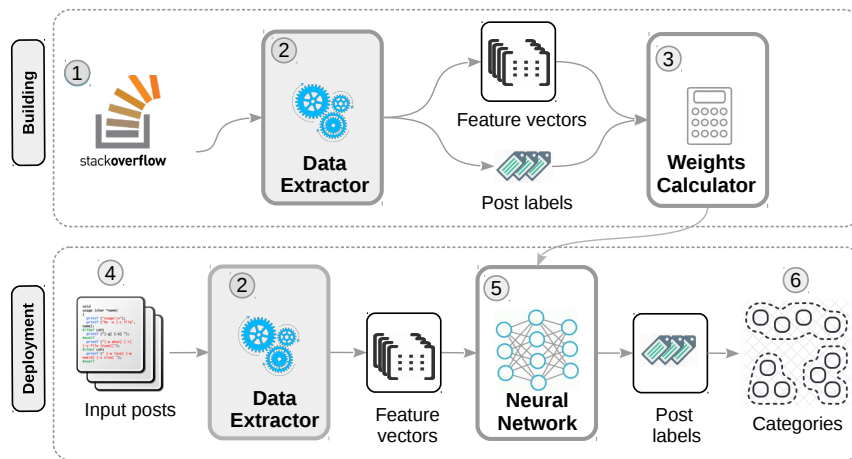 Building
1
stackoverflow
2
Data
Extractor
Feature vectors
Post labels
3
Weights
Calculator
Deployment
4
Input posts
2
Data
Extractor
Feature
vectors
5
Neural
Network
Post
labels
6
Categories